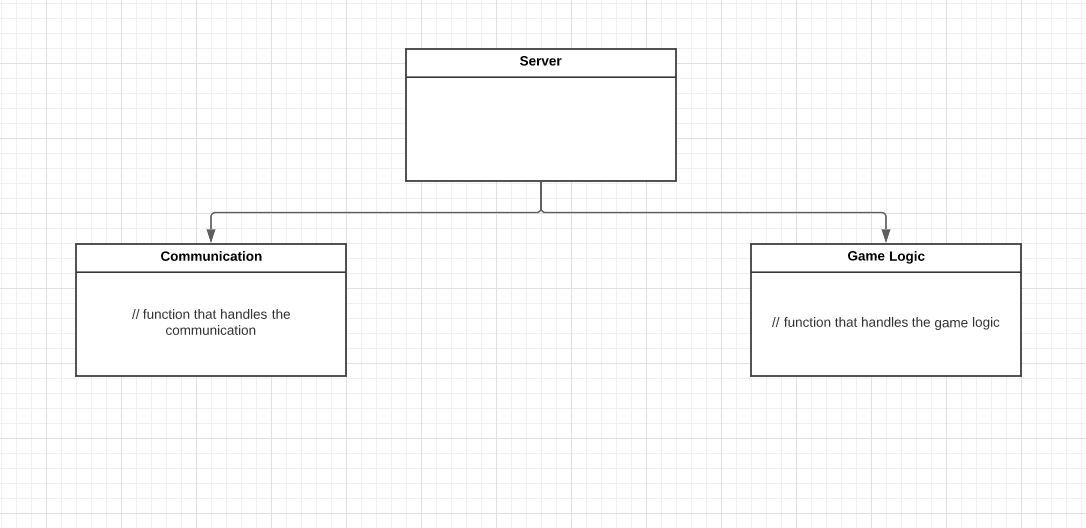 Server
Communication
// function that handles the
communication
Game Logic
// function that handles the game logic